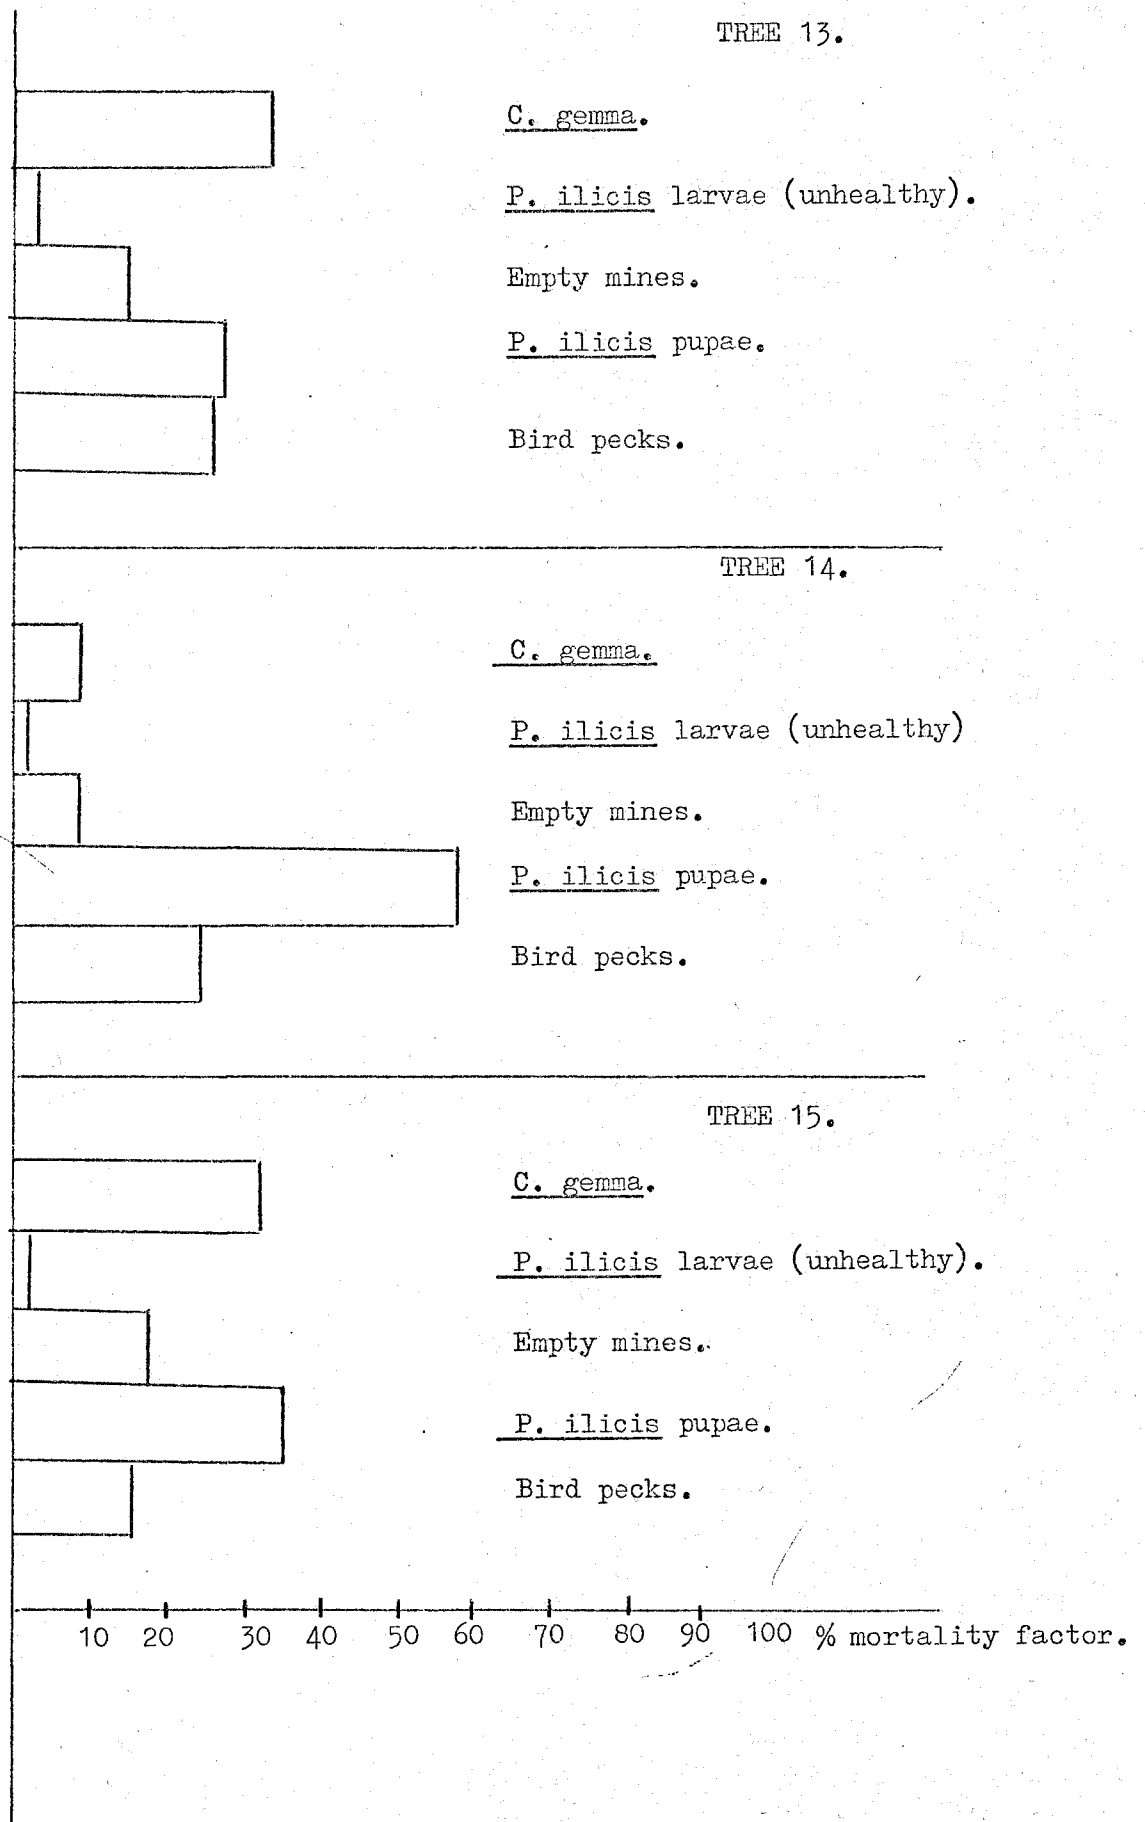 TREE 13.
C. gemma.
P. ilicis larvae (unhealthy).
Empty mines.
P. ilicis pupae.
Bird pecks.
TREE 14.
C. gemma.
P. ilicis larvae (unhealthy)
Empty mines.
P. ilicis pupae.
Bird pecks.
TREE 15.
C. gemma.
P. ilicis larvae (unhealthy).
Empty mines.
P. ilicis pupae.
Bird pecks.
10 20 30 40 50 60 70 80 90 100 % mortality factor.